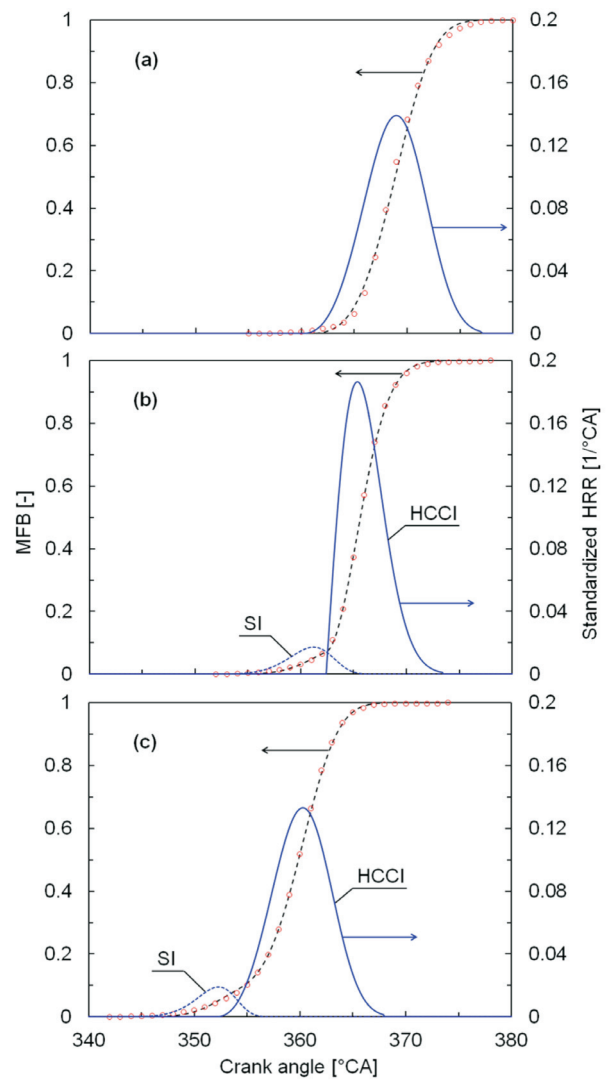 1 0.2
(a)
0.8 0.16
0.6 0.12
0.4 0.08
0.2 0.04
0 0
1 0.2
(b)
0.8 0.16
0.6 0.12
HCCI
0.4 0.08
0.2 0.04
SI
0 0
MFB [-]
Standardized HRR [1/°CA]
1 0.2
(c)
0.8 0.16
0.6 0.12
HCCI
0.4 0.08
0.2 0.04
SI
0 0
340 350 360 370 380
Crank angle [°CA]